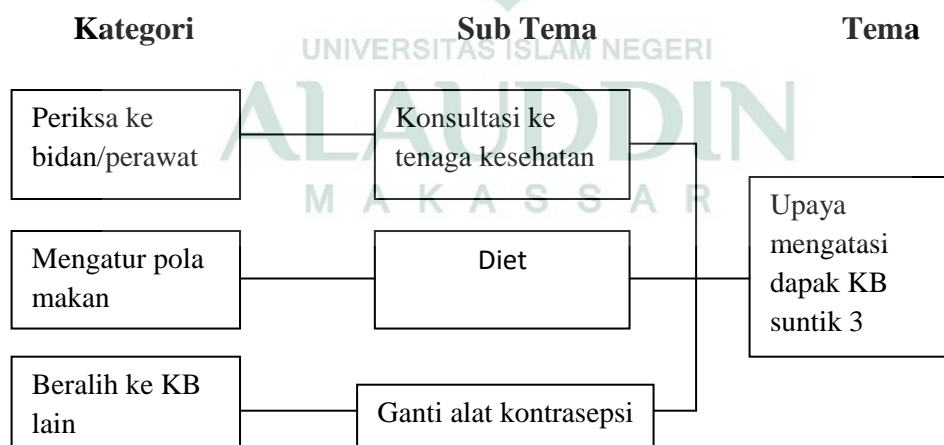 Kategori Sub Tema Tema
UNIVERSITAS ISLAM NEGERI
ALAUDDIN
MAKASSAR
Periksa ke
bidan/perawat
Konsultasi ke
tenaga kesehatan
Mengatur pola
makan
Diet
Beralih ke KB
lain
Ganti alat kontrasepsi
Upaya
mengatasi
dapak KB
suntik 3